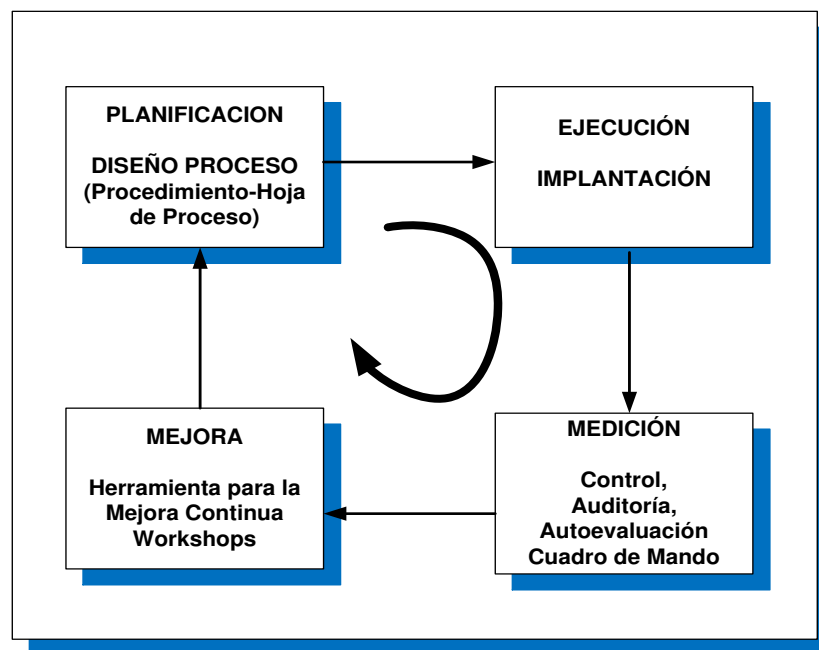 PLANIFICACION
DISEÑO PROCESO
(Procedimiento-Hoja
de Proceso)
EJECUCIÓN
IMPLANTACIÓN
MEDICIÓN
Control,
Auditoría,
Autoevaluación
Cuadro de Mando
MEJORA
Herramienta para la
Mejora Continua
Workshops